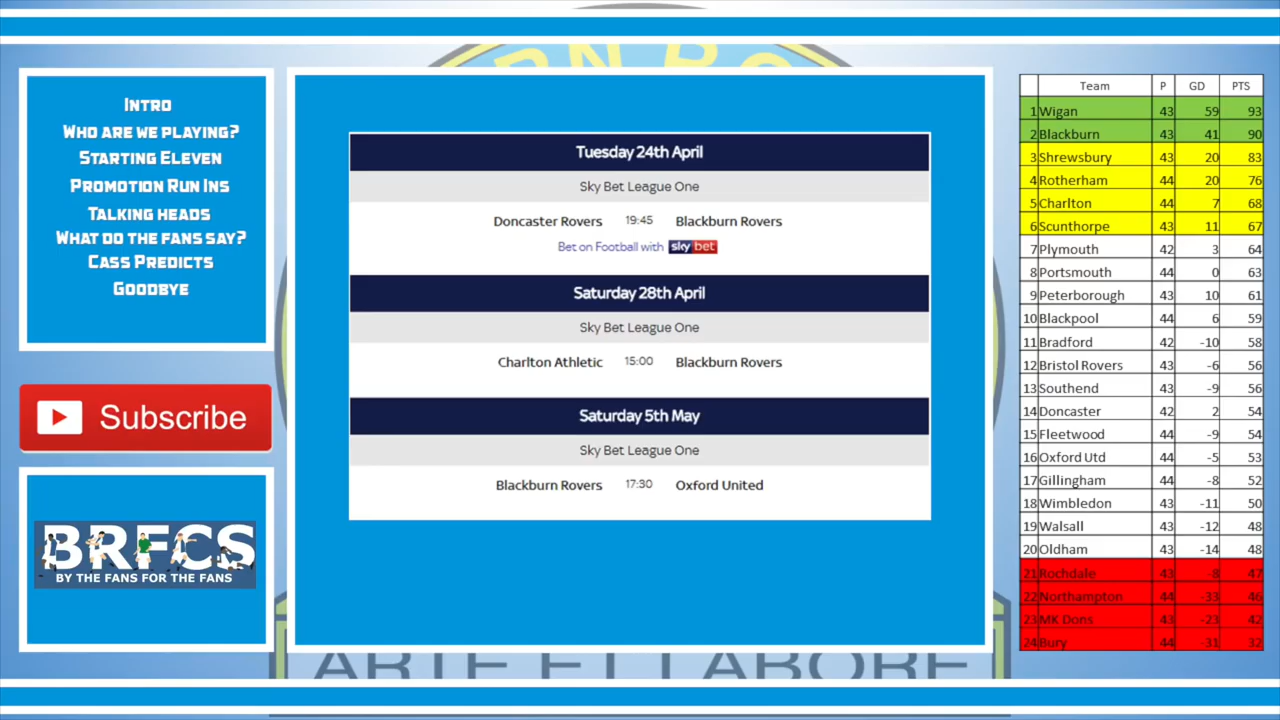 RN RO
INTRO
WHO ARE WE PLAYING?
STARTING ELEVEN
PROMOTION RUN INS
TALKING HEADS
WHAT DO THE FANS SAY?
CASS PREDICTS
GOODBYE
Subscribe
BRFCS
BY THE FANS FOR THE FANS
Tuesday 24th April
Sky Bet League One
Doncaster Rovers 19:45 Blackburn Rovers
Bet on Football with sky bet
Saturday 28th April
Sky Bet League One
Charlton Athletic 15:00 Blackburn Rovers
Saturday 5th May
Sky Bet League One
Blackburn Rovers 17:30 Oxford United
Team P GD PTS
1 Wigan 43 59 93
2 Blackburn 43 41 90
3 Shrewsbury 43 20 83
4 Rotherham 44 20 76
5 Charlton 44 7 68
6 Scunthorpe 43 11 67
7 Plymouth 42 3 64
8 Portsmouth 44 0 63
9 Peterborough 43 10 61
10 Blackpool 44 6 59
11 Bradford 42 -10 58
12 Bristol Rovers 43 -6 56
13 Southend 43 -9 56
14 Doncaster 42 2 54
15 Fleetwood 44 -9 54
16 Oxford Utd 44 -5 53
17 Gillingham 44 -8 52
18 Wimbledon 43 -11 50
19 Walsall 43 -12 48
20 Oldham 43 -14 48
21 Rochdale 43 -8 47
22 Northampton 44 -33 46
23 MK Dons 43 -23 42
24 Bury 44 -31 32
ARTE ET LABORE